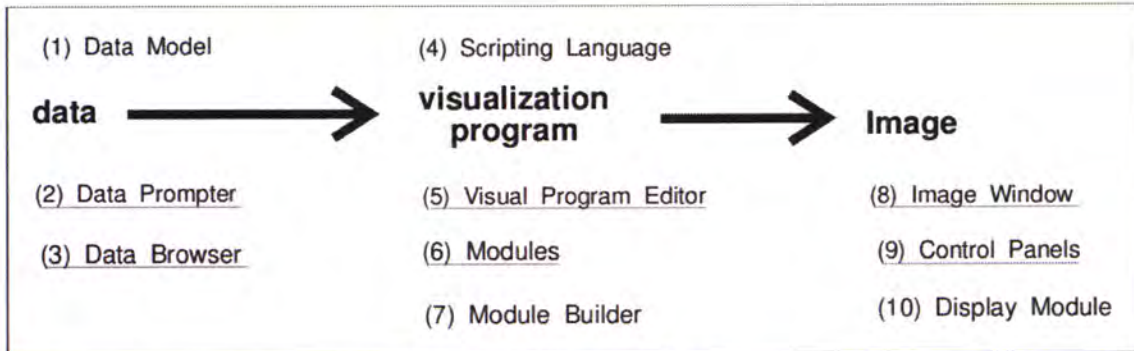 (1) Data Model
(4) Scripting Language
data
visualization
program
Image
(2) Data Prompter
(5) Visual Program Editor
(8) Image Window
(3) Data Browser
(6) Modules
(9) Control Panels
(7) Module Builder
(10) Display Module